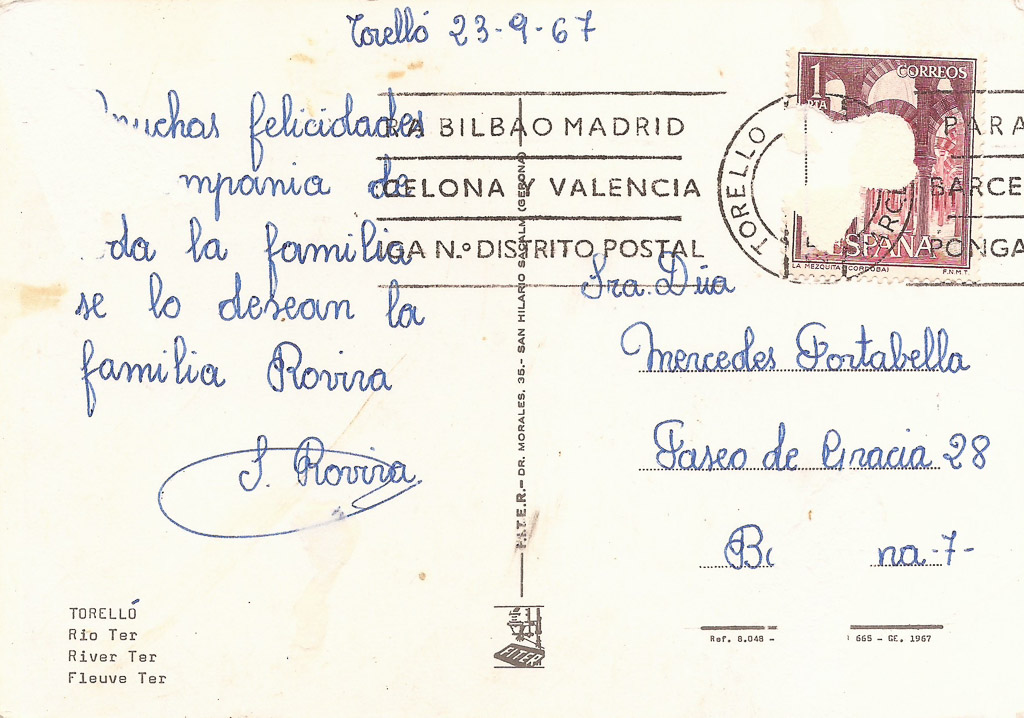 Torelló 23-9-67
muchas felicidades
mpania de
da la familia
se lo desean la
familia Rovira
S. Rovira.
TORELLÓ
Rio Ter
River Ter
Fleuve Ter
P.I.T.E.R.- DR. MORALES, 35.- SAN HILARIO SACALM (GERONA)
FITER
1 CORREOS
PTA
ESPAÑA
LA MEZQUITA (CORDOBA) F.N.M.T.
TORELLO
RA BILBAO MADRID
CELONA Y VALENCIA
GA N.º DISTRITO POSTAL
PARA
BARCE
PONGA
Sra. Dña
Mercedes Portabella
Paseo de Gracia 28
na-7-
Ref. 8.048 - 665 - GE. 1967